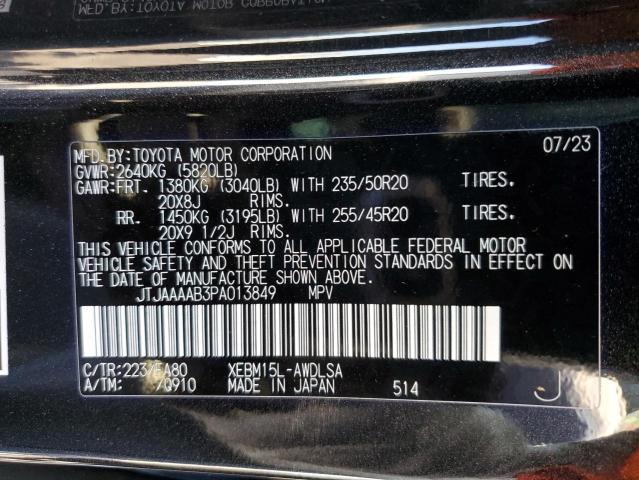 MFD.BY:TOYOTA MOTOR CORPORATION 07/23
GVWR:2640KG (5820LB)
GAWR:FRT. 1380KG (3040LB) WITH 235/50R20 TIRES.
20X8J RIMS.
RR. 1450KG (3195LB) WITH 255/45R20 TIRES.
20X9 1/2J RIMS.
THIS VEHICLE CONFORMS TO ALL APPLICABLE FEDERAL MOTOR
VEHICLE SAFETY AND THEFT PREVENTION STANDARDS IN EFFECT ON
THE DATE OF MANUFACTURE SHOWN ABOVE.
JTJAAAAB3PA013849 MPV
C/TR:223/EA80 XEBM15L-AWDLSA
A/TM: /Q910 MADE IN JAPAN 514 J